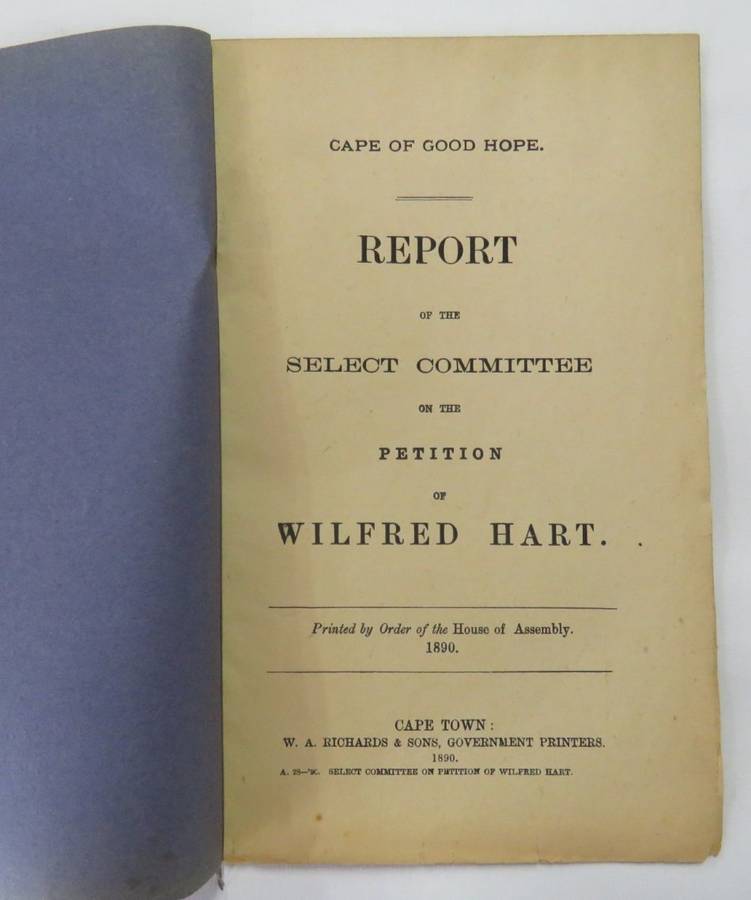 CAPE OF GOOD HOPE.
REPORT
OF THE
SELECT COMMITTEE
ON THE
PETITION
OF
WILFRED HART.
Printed by Order of the House of Assembly.
1890.
CAPE TOWN:
W. A. RICHARDS & SONS, GOVERNMENT PRINTERS.
1890.
A. 28—'90. SELECT COMMITTEE ON PETITION OF WILFRED HART.